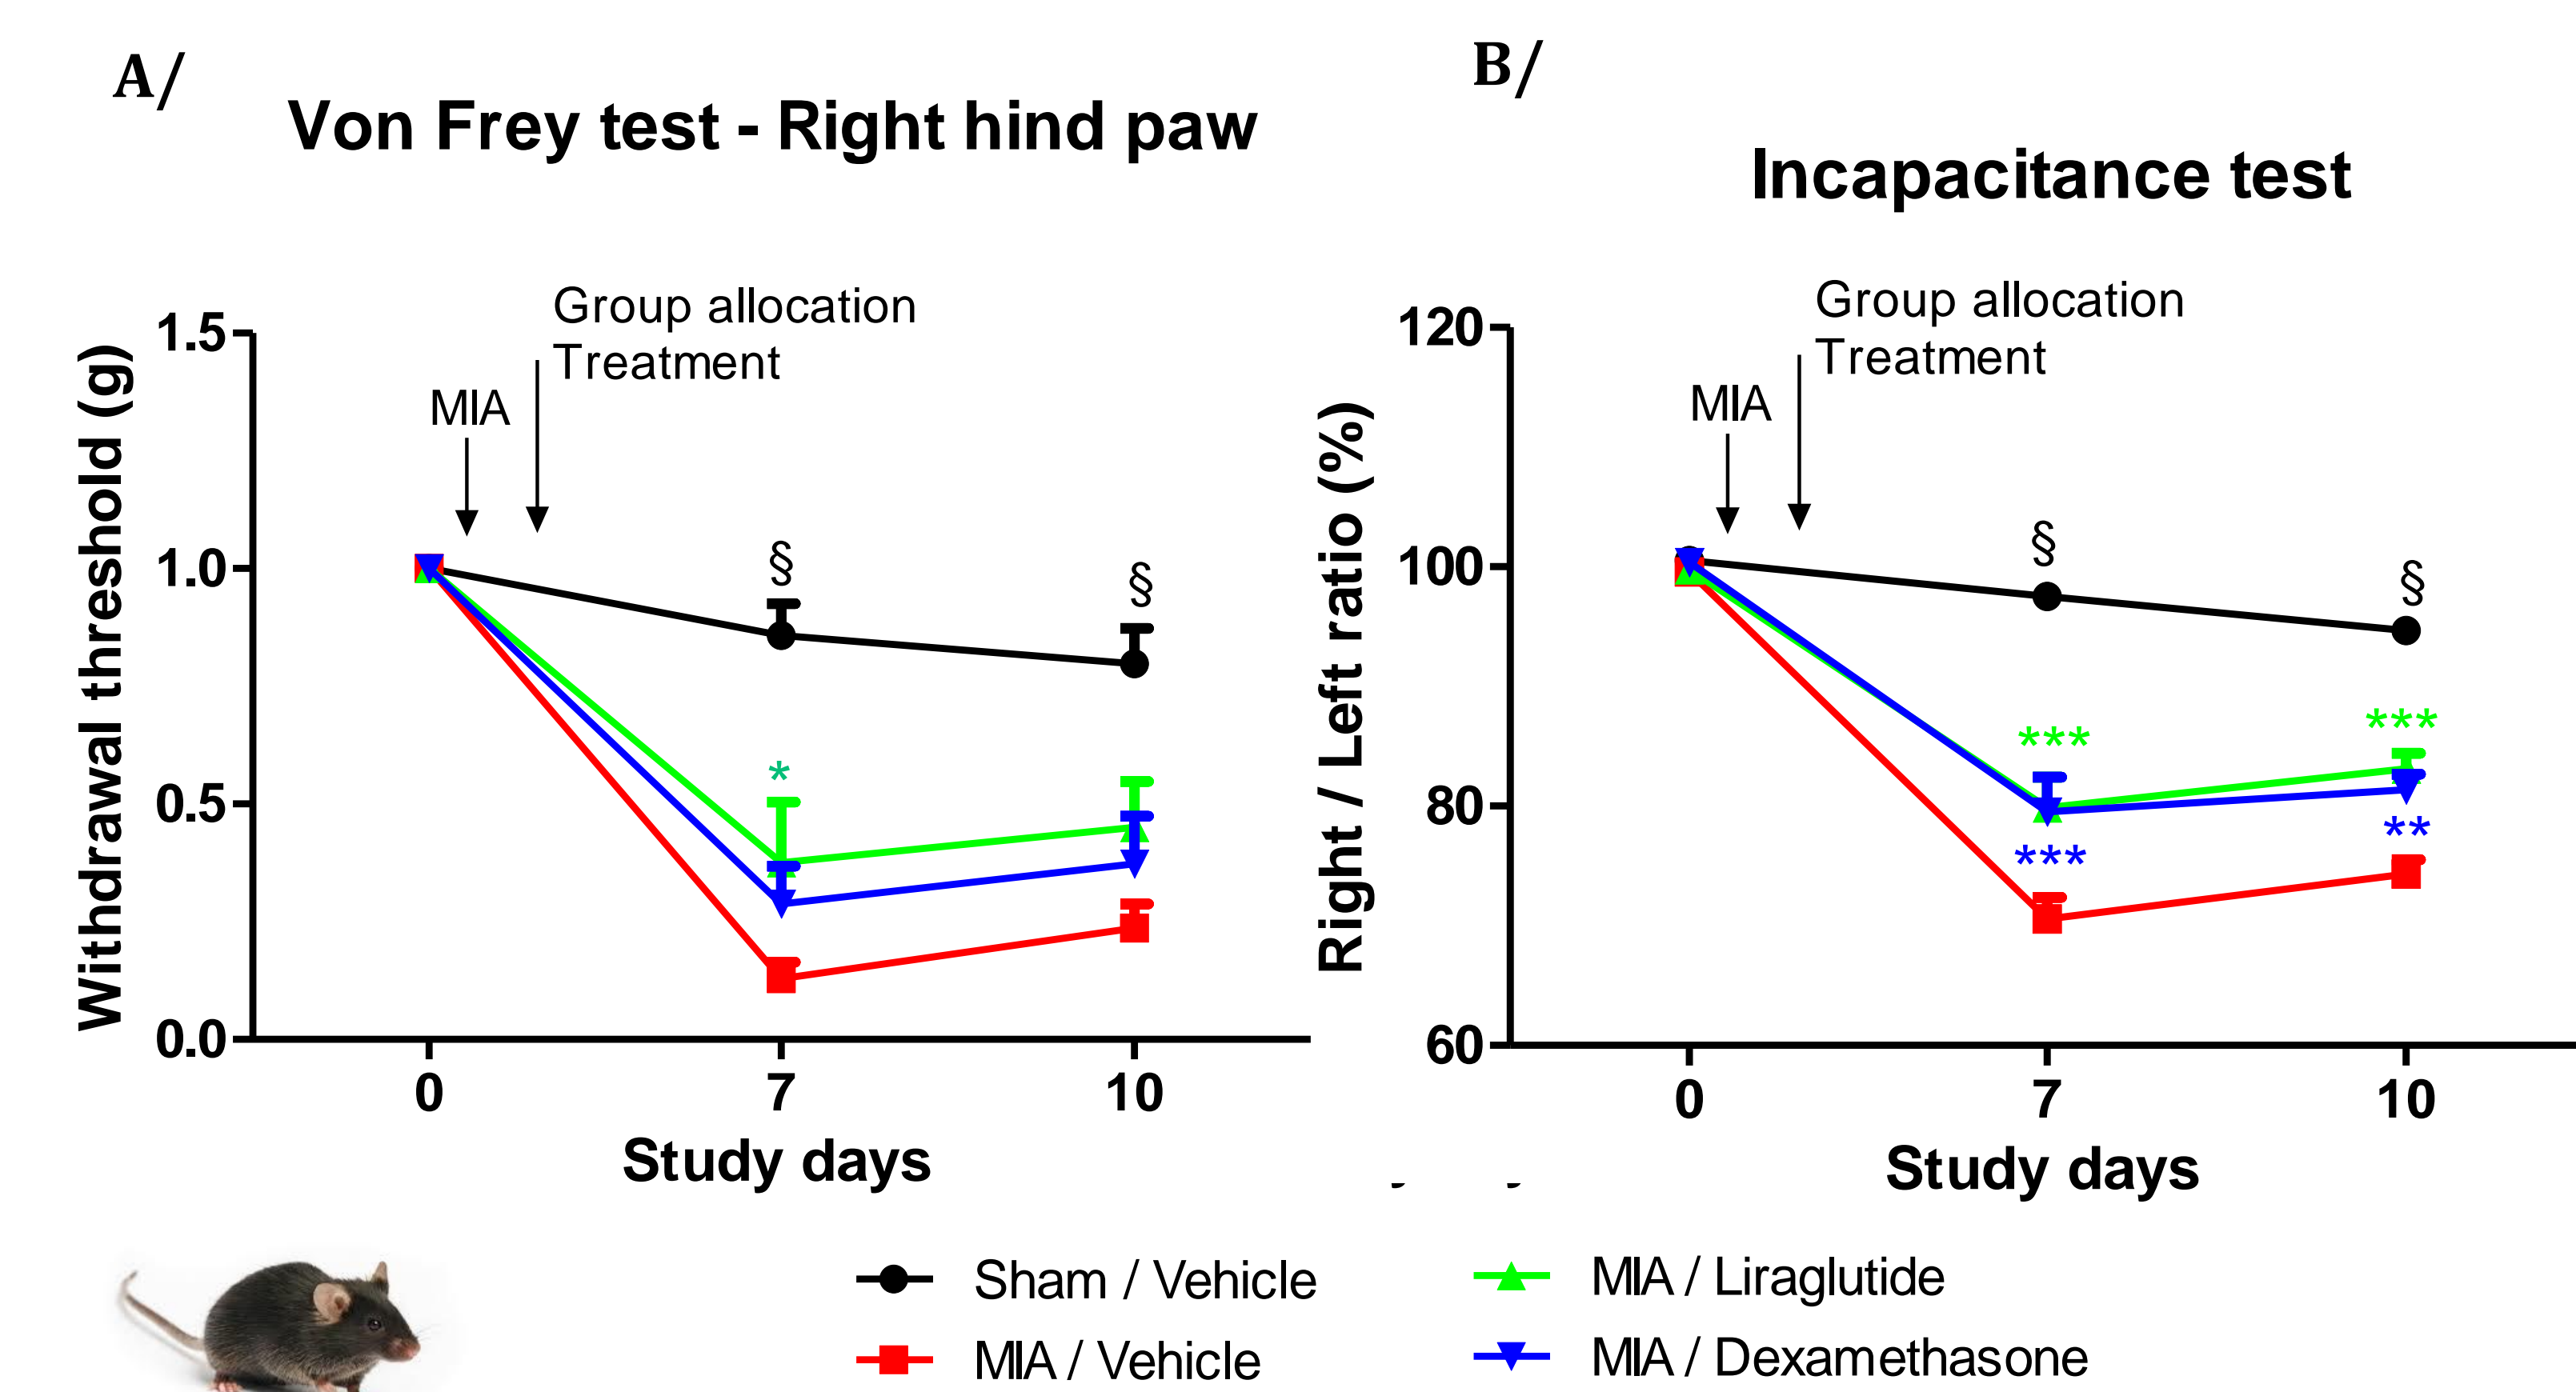 A/
Von Frey test - Right hind paw
Group allocation
Treatment
MIA
Withdrawal threshold (g)
1.5
1.0
0.5
0.0
§
§
*
0
7
10
Study days
B/
Incapacitance test
Group allocation
Treatment
MIA
Right / Left ratio (%)
120
100
80
60
§
§
***
***
***
**
0
7
10
Study days
Sham / Vehicle
MIA / Vehicle
MIA / Liraglutide
MIA / Dexamethasone